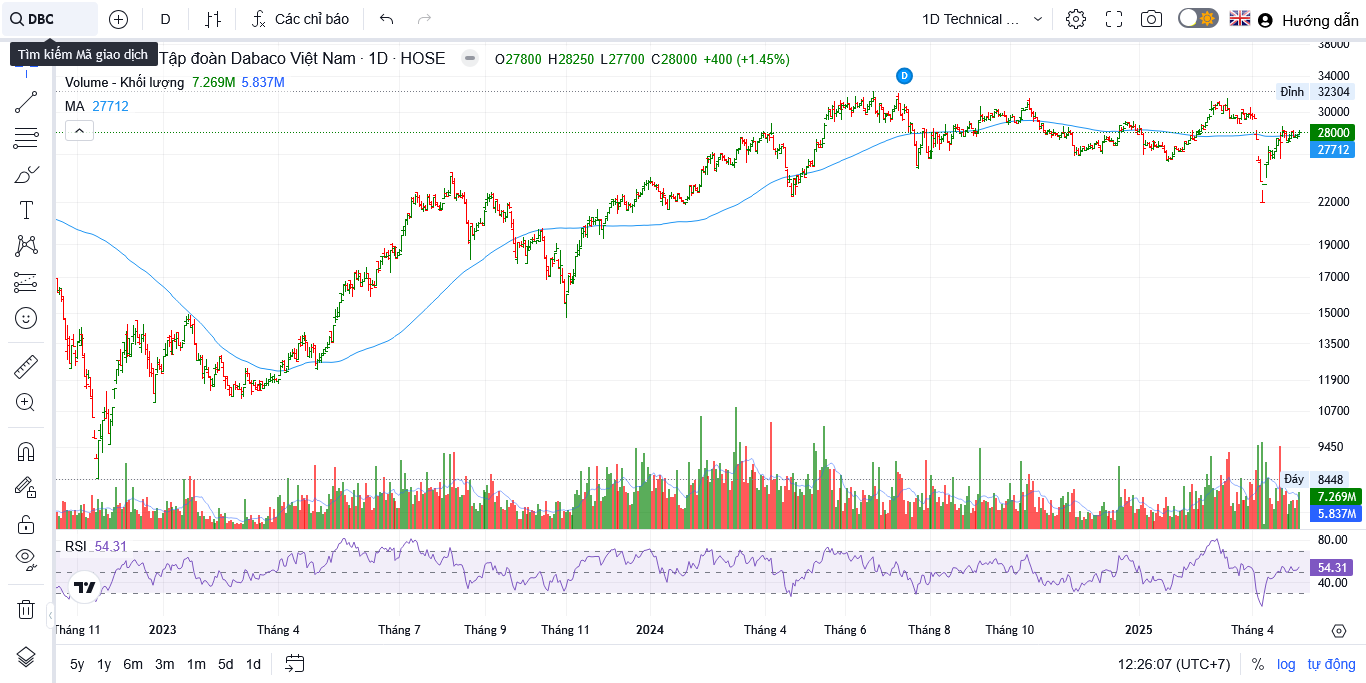 DBC
D
Các chỉ báo
1D Technical ...
Hướng dẫn
Tìm kiếm Mã giao dịch
Tập đoàn Dabaco Việt Nam · 1D · HOSE
O27800 H28250 L27700 C28000 +400 (+1.45%)
Volume - Khối lượng 7.269M 5.837M
MA 27712
D
38000
34000
Đỉnh 32304
30000
28000
27712
22000
19000
17000
15000
13500
11900
10700
9450
Đáy 8448
7.269M
5.837M
RSI 54.31
80.00
54.31
40.00
Tháng 11
2023
Tháng 4
Tháng 7
Tháng 9
Tháng 11
2024
Tháng 4
Tháng 6
Tháng 8
Tháng 10
2025
Tháng 4
5y 1y 6m 3m 1m 5d 1d
12:26:07 (UTC+7)
% log tự động